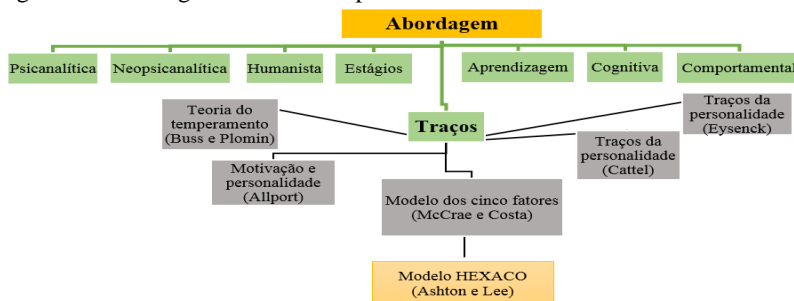 Abordagem
Psicanalítica
Neopsicanalítica
Humanista
Estágios
Aprendizagem
Cognitiva
Comportamental
Traços
Teoria do
temperamento
(Buss e Plomin)
Motivação e
personalidade
(Allport)
Modelo dos cinco fatores
(McCrae e Costa)
Traços da
personalidade
(Cattel)
Traços da
personalidade
(Eysenck)
Modelo HEXACO
(Ashton e Lee)